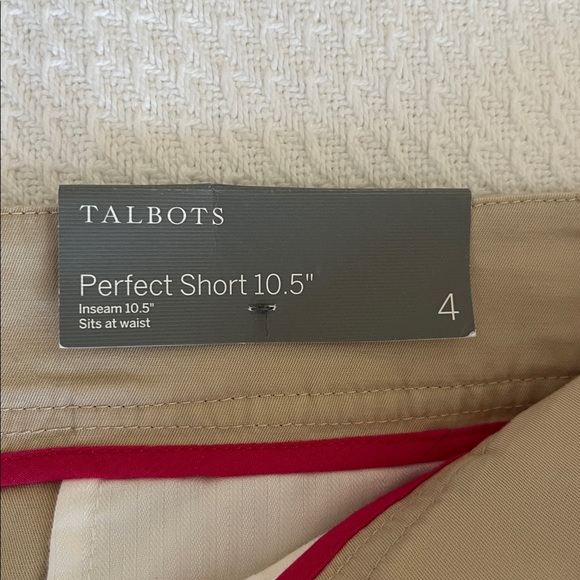 TALBOTS
Perfect Short 10.5"
Inseam 10.5"
Sits at waist
4